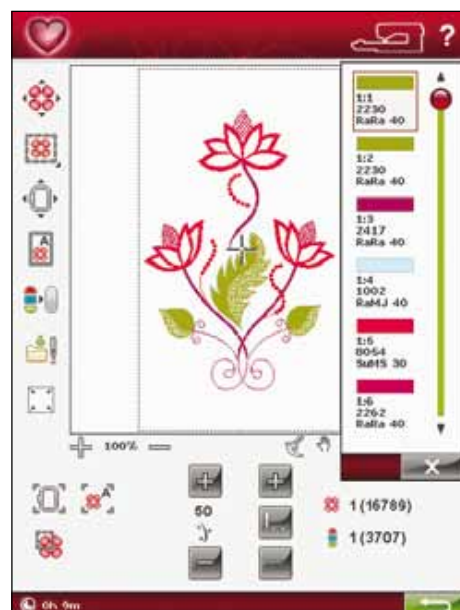 ?
1:1
2230
RaRa 40
1:2
2230
RaRa 40
1:3
2417
RaRa 40
1:4
1002
RaMJ 40
1:5
8054
SuMS 30
1:6
2262
RaRa 40
A
100%
A
50
1 (16789)
1 (3707)
0h 9m